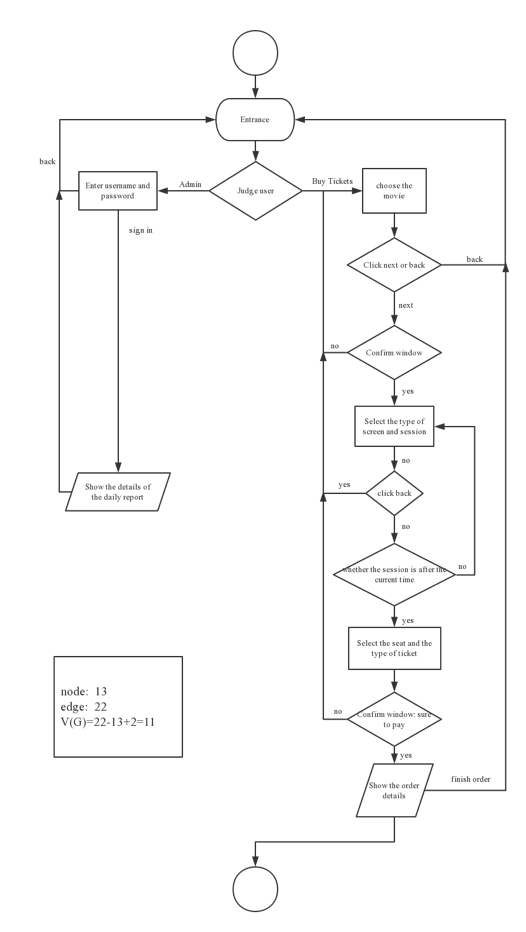 Entrance
back
Enter username and
password
Admin
Judge user
Buy Tickets
choose the
movie
sign in
Click next or back
back
next
no
Confirm window
yes
Select the type of
screen and session
no
yes
click back
no
Show the details of
the daily report
whether the session is after the
current time
no
yes
Select the seat and the
type of ticket
node: 13
edge: 22
V(G)=22-13+2=11
no
Confirm window: sure
to pay
yes
Show the order
details
finish order